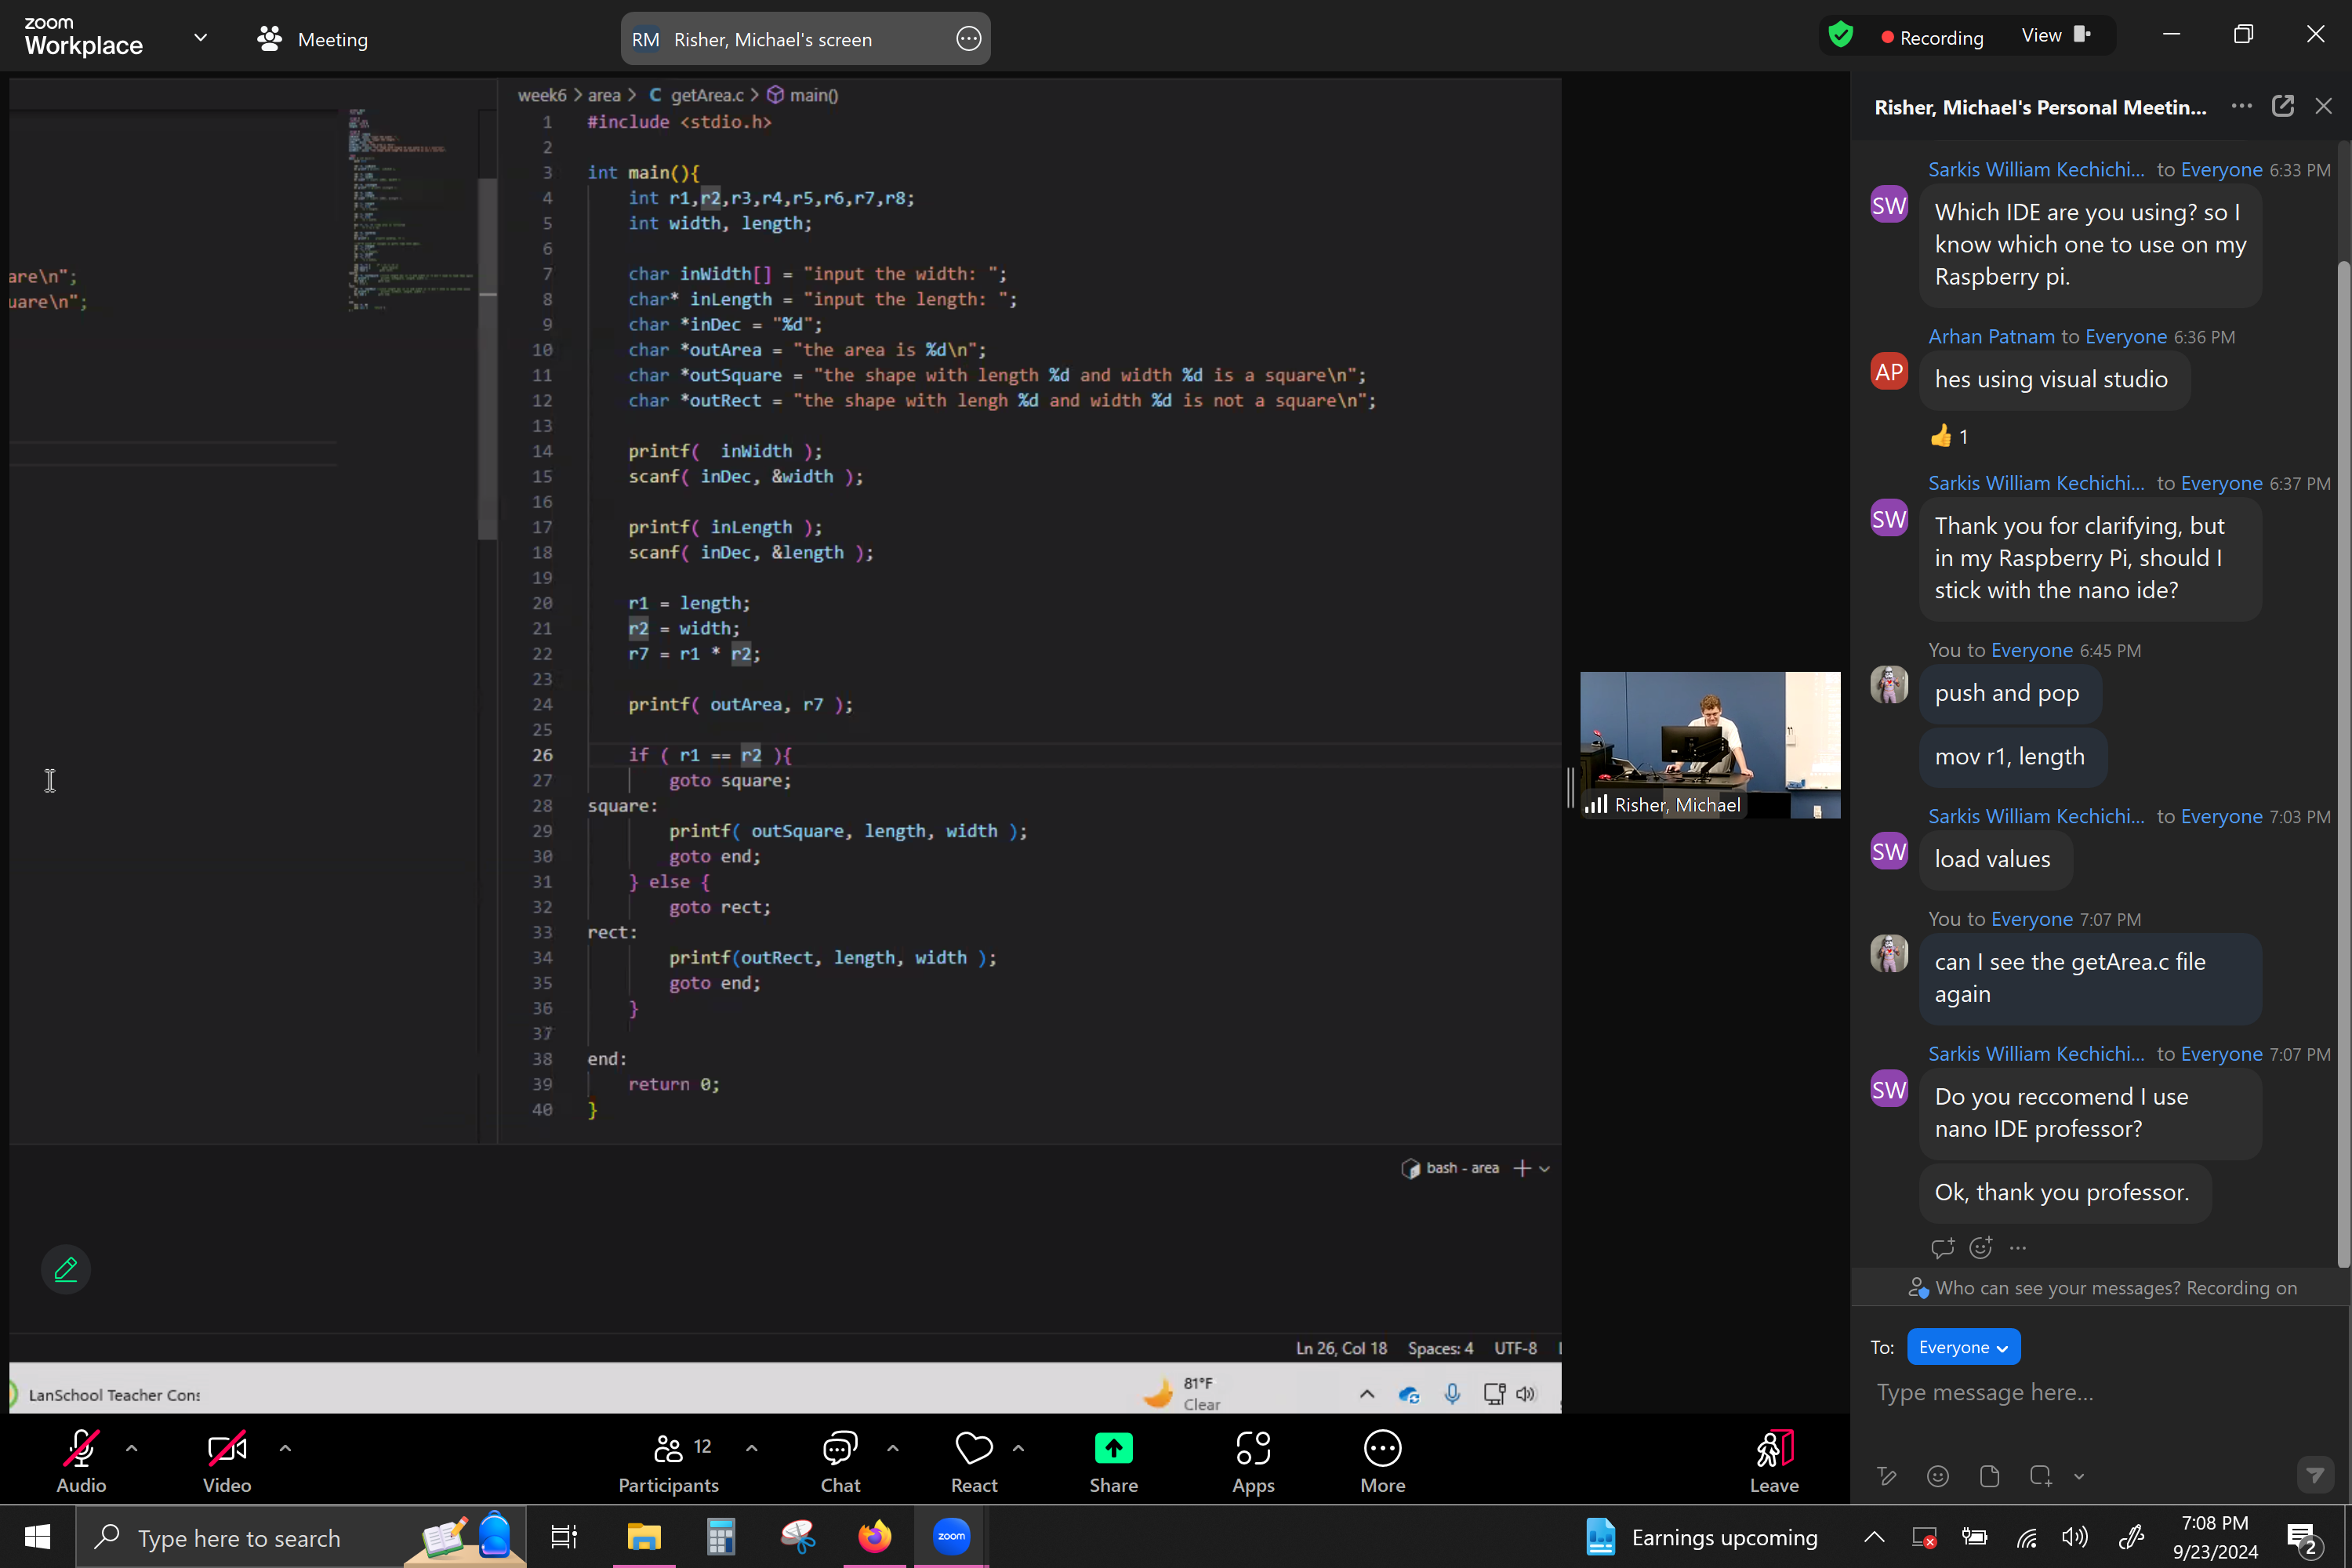 zoom
Workplace
Meeting
RM Risher, Michael's screen
Recording
View
are\n";
uare\n";
week6 > area > C getArea.c > main()
1 #include <stdio.h>
2
3 int main(){
4 int r1,r2,r3,r4,r5,r6,r7,r8;
5 int width, length;
6
7 char inWidth[] = "input the width: ";
8 char* inLength = "input the length: ";
9 char *inDec = "%d";
10 char *outArea = "the area is %d\n";
11 char *outSquare = "the shape with length %d and width %d is a square\n";
12 char *outRect = "the shape with lengh %d and width %d is not a square\n";
13
14 printf(  inWidth );
15 scanf( inDec, &width );
16
17 printf( inLength );
18 scanf( inDec, &length );
19
20 r1 = length;
21 r2 = width;
22 r7 = r1 * r2;
23
24 printf( outArea, r7 );
25
26 if ( r1 == r2 ){
27 goto square;
28 square:
29 printf( outSquare, length, width );
30 goto end;
31 } else {
32 goto rect;
33 rect:
34 printf(outRect, length, width );
35 goto end;
36 }
37
38 end:
39 return 0;
40 }
bash - area
Ln 26, Col 18 Spaces: 4 UTF-8
LanSchool Teacher Cons
81°F
Clear
Risher, Michael
Risher, Michael's Personal Meetin...
Sarkis William Kechichi... to Everyone 6:33 PM
SW
Which IDE are you using? so I
know which one to use on my
Raspberry pi.
Arhan Patnam to Everyone 6:36 PM
AP
hes using visual studio
👍 1
Sarkis William Kechichi... to Everyone 6:37 PM
SW
Thank you for clarifying, but
in my Raspberry Pi, should I
stick with the nano ide?
You to Everyone 6:45 PM
push and pop
mov r1, length
Sarkis William Kechichi... to Everyone 7:03 PM
SW
load values
You to Everyone 7:07 PM
can I see the getArea.c file
again
Sarkis William Kechichi... to Everyone 7:07 PM
SW
Do you reccomend I use
nano IDE professor?
Ok, thank you professor.
Who can see your messages? Recording on
To: Everyone
Type message here...
Audio
Video
Participants 12
Chat
React
Share
Apps
More
Leave
Type here to search
zoom
Earnings upcoming
7:08 PM
9/23/2024
2